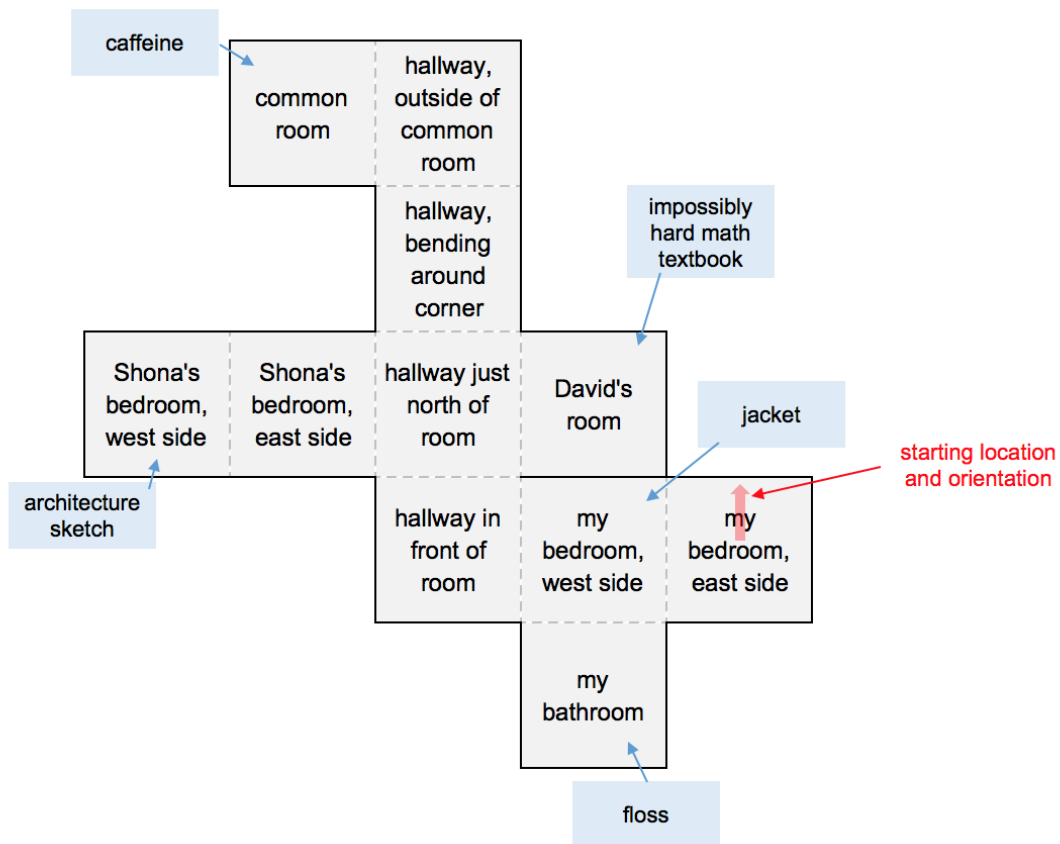 caffeine
common
room
hallway,
outside of
common
room
hallway,
bending
around
corner
impossibly
hard math
textbook
Shona's
bedroom,
west side
Shona's
bedroom,
east side
hallway just
north of
room
David's
room
jacket
starting location
and orientation
architecture
sketch
hallway in
front of
room
my
bedroom,
west side
my
bedroom,
east side
my
bathroom
floss